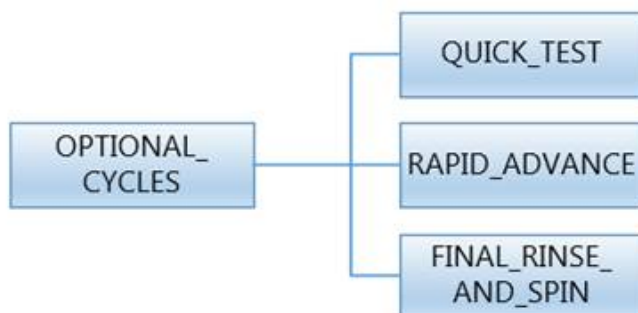 QUICK_TEST
OPTIONAL_
CYCLES
RAPID_ADVANCE
FINAL_RINSE_
AND_SPIN